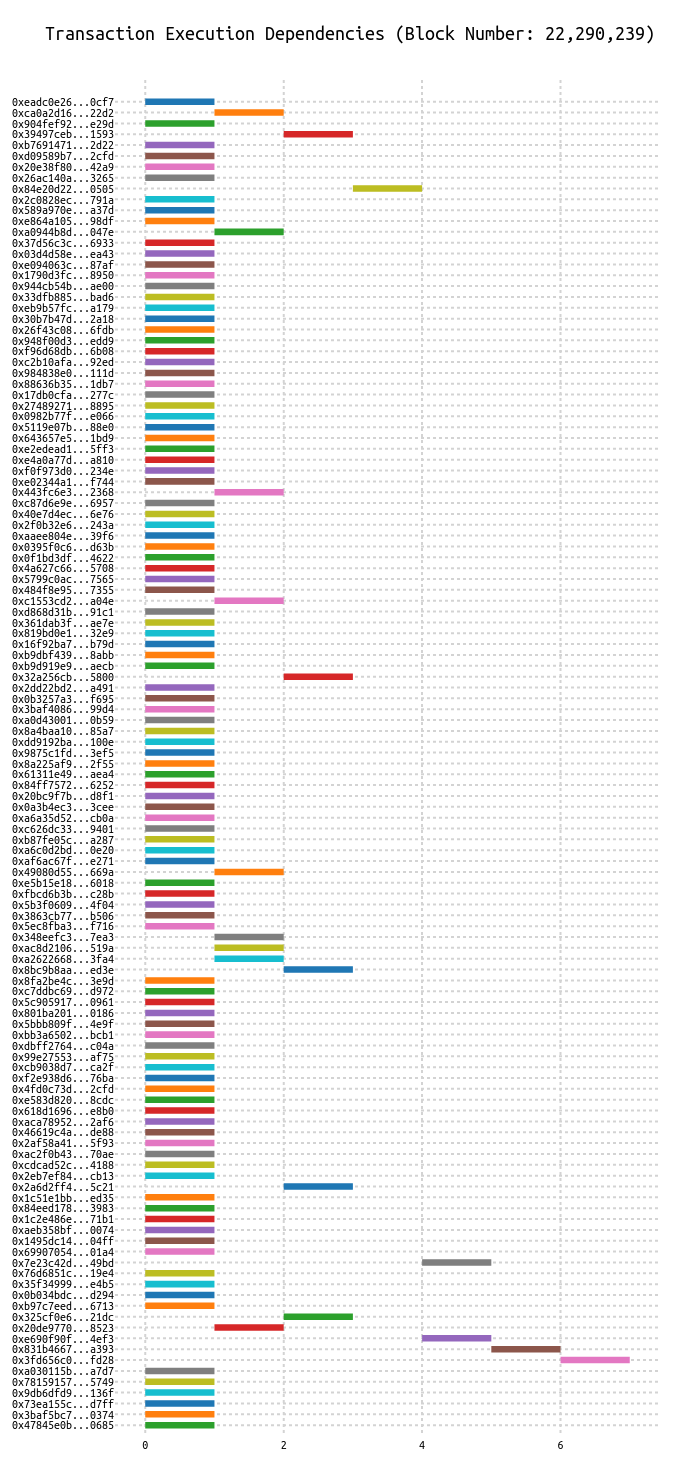 Transaction Execution Dependencies (Block Number: 22,290,239)
0xeadc0e26...0cf7
0xca0a2d16...22d2
0x904fef92...e29d
0x39497ceb...1593
0xb7691471...2d22
0xd09589b7...2cfd
0x20e38f80...42a9
0x26ac140a...3265
0x84e20d22...0505
0x2c0828ec...791a
0x589a970e...a37d
0xe864a105...98df
0xa0944b8d...047e
0x37d56c3c...6933
0x03d4d58e...ea43
0xe094063c...87af
0x1790d3fc...8950
0x944cb54b...ae00
0x33dfb885...bad6
0xeb9b57fc...a179
0x30b7b47d...2a18
0x26f43c08...6fdb
0x948f00d3...edd9
0xf96d68db...6b08
0xc2b10afa...92ed
0x984838e0...111d
0x88636b35...1db7
0x17db0cfa...277c
0x27489271...8895
0x0982b77f...e066
0x5119e07b...88e0
0x643657e5...1bd9
0xe2edead1...5ff3
0xe4a0a77d...a810
0xf0f973d0...234e
0xe02344a1...f744
0x443fc6e3...2368
0xc87d6e9e...6957
0x40e7d4ec...6e76
0x2f0b32e6...243a
0xaaee804e...39f6
0x0395f0c6...d63b
0x0f1bd3df...4622
0x4a627c66...5708
0x5799c0ac...7565
0x484f8e95...7355
0xc1553cd2...a04e
0xd868d31b...91c1
0x361dab3f...ae7e
0x819bd0e1...32e9
0x16f92ba7...b79d
0xb9dbf439...8abb
0xb9d919e9...aecb
0x32a256cb...5800
0x2dd22bd2...a491
0x0b3257a3...f695
0x3baf4086...99d4
0xa0d43001...0b59
0x8a4baa10...85a7
0xdd9192ba...100e
0x9875c1fd...3ef5
0x8a225af9...2f55
0x61311e49...aea4
0x84ff7572...6252
0x20bc9f7b...d8f1
0x0a3b4ec3...3cee
0xa6a35d52...cb0a
0xc626dc33...9401
0xb87fe05c...a287
0xa6c0d2bd...0e20
0xaf6ac67f...e271
0x49080d55...669a
0xe5b15e18...6018
0xfbcd6b3b...c28b
0x5b3f0609...4f04
0x3863cb77...b506
0x5ec8fba3...f716
0x348eefc3...7ea3
0xac8d2106...519a
0xa2622668...3fa4
0x8bc9b8aa...ed3e
0x8fa2be4c...3e9d
0xc7ddbc69...d972
0x5c905917...0961
0x801ba201...0186
0x5bbb809f...4e9f
0xbb3a6502...bcb1
0xdbff2764...c04a
0x99e27553...af75
0xcb9038d7...ca2f
0xf2e938d6...76ba
0x4fd0c73d...2cfd
0xe583d820...8cdc
0x618d1696...e8b0
0xaca78952...2af6
0x46619c4a...de88
0x2af58a41...5f93
0xac2f0b43...70ae
0xcdcad52c...4188
0x2eb7ef84...cb13
0x2a6d2ff4...5c21
0x1c51e1bb...ed35
0x84eed178...3983
0x1c2e486e...71b1
0xaeb358bf...0074
0x1495dc14...04ff
0x69907054...01a4
0x7e23c42d...49bd
0x76d6851c...19e4
0x35f34999...e4b5
0x0b034bdc...d294
0xb97c7eed...6713
0x325cf0e6...21dc
0x20de9770...8523
0xe690f90f...4ef3
0x831b4667...a393
0x3fd656c0...fd28
0xa030115b...a7d7
0x78159157...5749
0x9db6dfd9...136f
0x73ea155c...d7ff
0x3baf5bc7...0374
0x47845e0b...0685
0 2 4 6